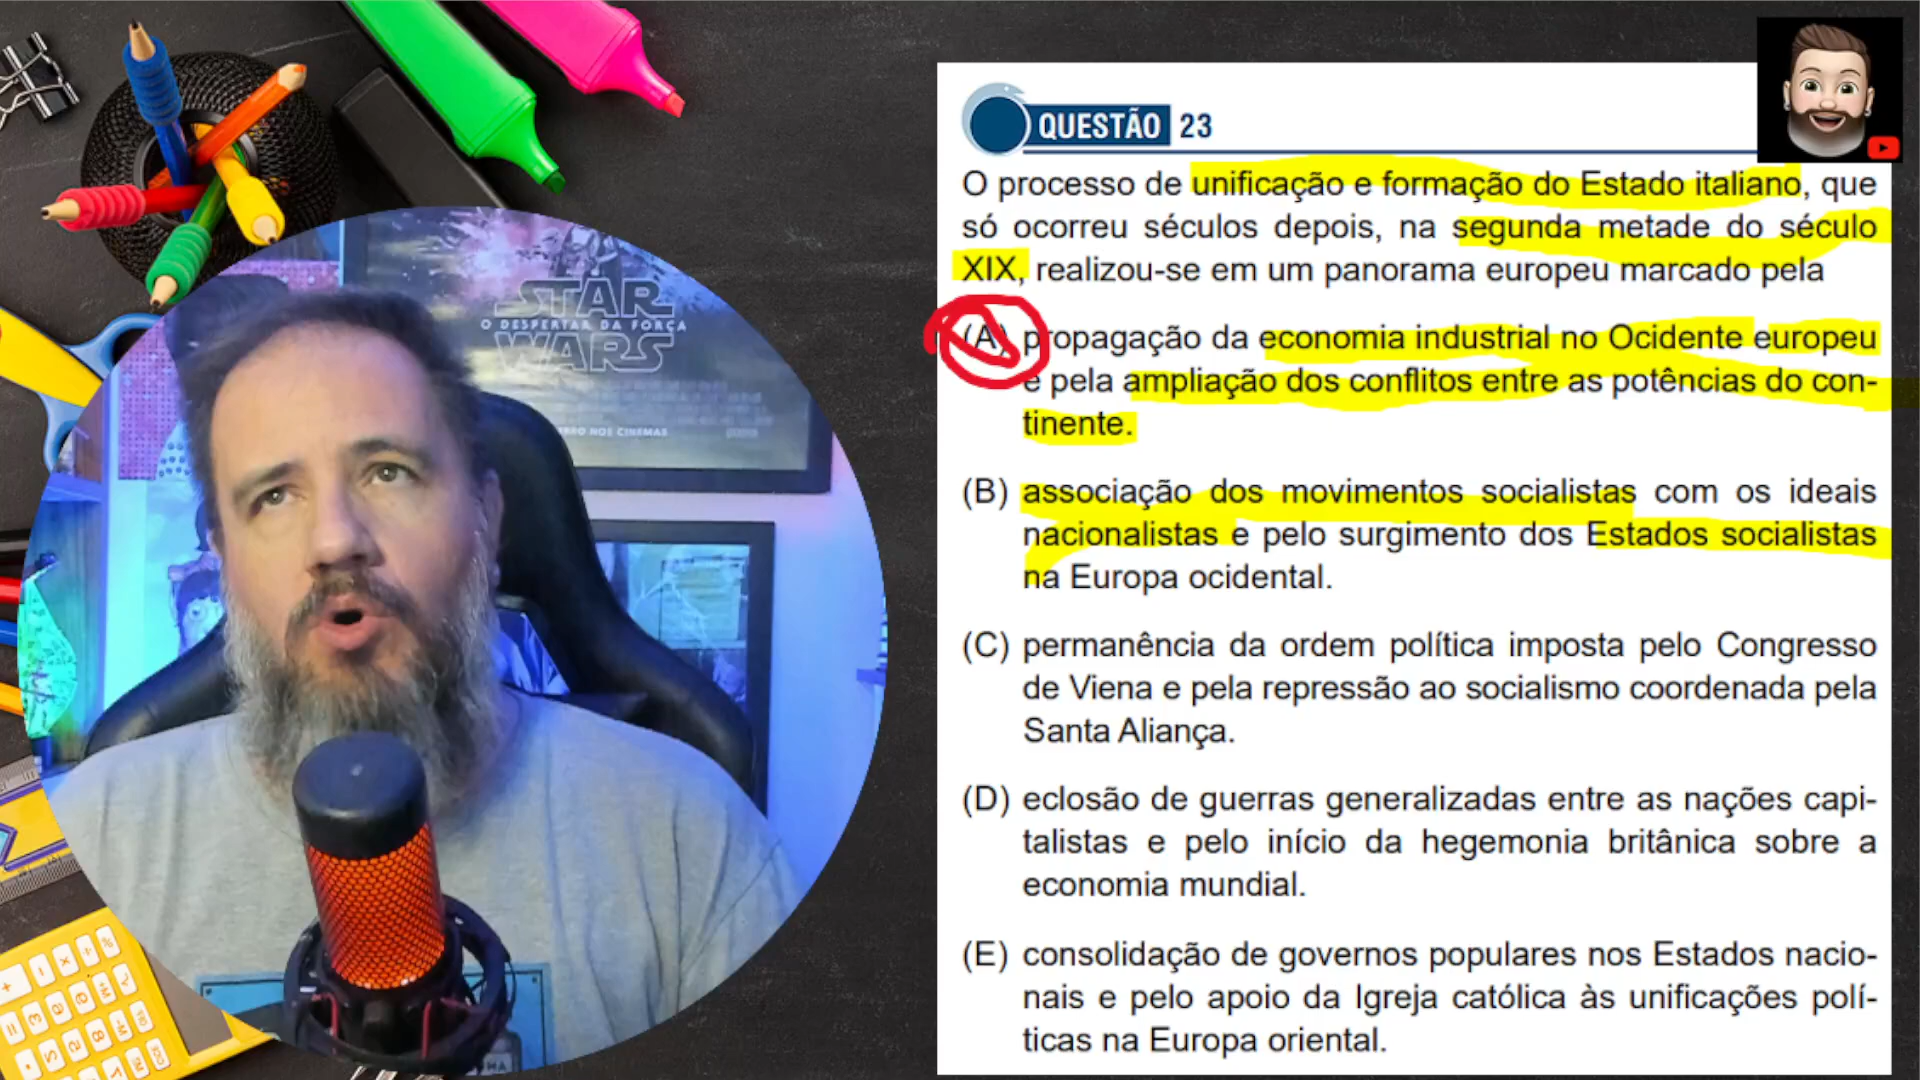 STAR
O DESPERTAR DA FORÇA
WARS
QUESTÃO 23
O processo de unificação e formação do Estado italiano, que
só ocorreu séculos depois, na segunda metade do século
XIX, realizou-se em um panorama europeu marcado pela
(A) propagação da economia industrial no Ocidente europeu
e pela ampliação dos conflitos entre as potências do con-
tinente.
(B) associação dos movimentos socialistas com os ideais
nacionalistas e pelo surgimento dos Estados socialistas
na Europa ocidental.
(C) permanência da ordem política imposta pelo Congresso
de Viena e pela repressão ao socialismo coordenada pela
Santa Aliança.
(D) eclosão de guerras generalizadas entre as nações capi-
talistas e pelo início da hegemonia britânica sobre a
economia mundial.
(E) consolidação de governos populares nos Estados nacio-
nais e pelo apoio da Igreja católica às unificações polí-
ticas na Europa oriental.